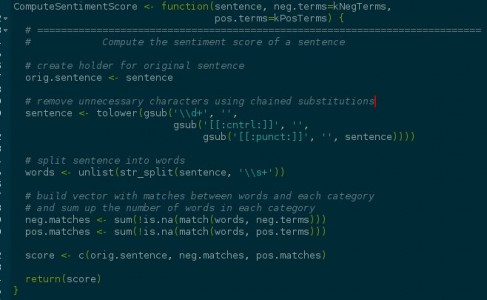 ComputeSentimentScore <- function(sentence, neg.terms=kNegTerms,
pos.terms=kPosTerms) {
# ==================================================================
# Compute the sentiment score of a sentence
# create holder for original sentence
orig.sentence <- sentence
# remove unnecessary characters using chained substitutions
sentence <- tolower(gsub('\\d+', '',
gsub('[[:cntrl:]]', '',
gsub('[[:punct:]]', '', sentence))))
# split sentence into words
words <- unlist(str_split(sentence, '\\s+'))
# build vector with matches between words and each category
# and sum up the number of words in each category
neg.matches <- sum(!is.na(match(words, neg.terms)))
pos.matches <- sum(!is.na(match(words, pos.terms)))
score <- c(orig.sentence, neg.matches, pos.matches)
return(score)
}